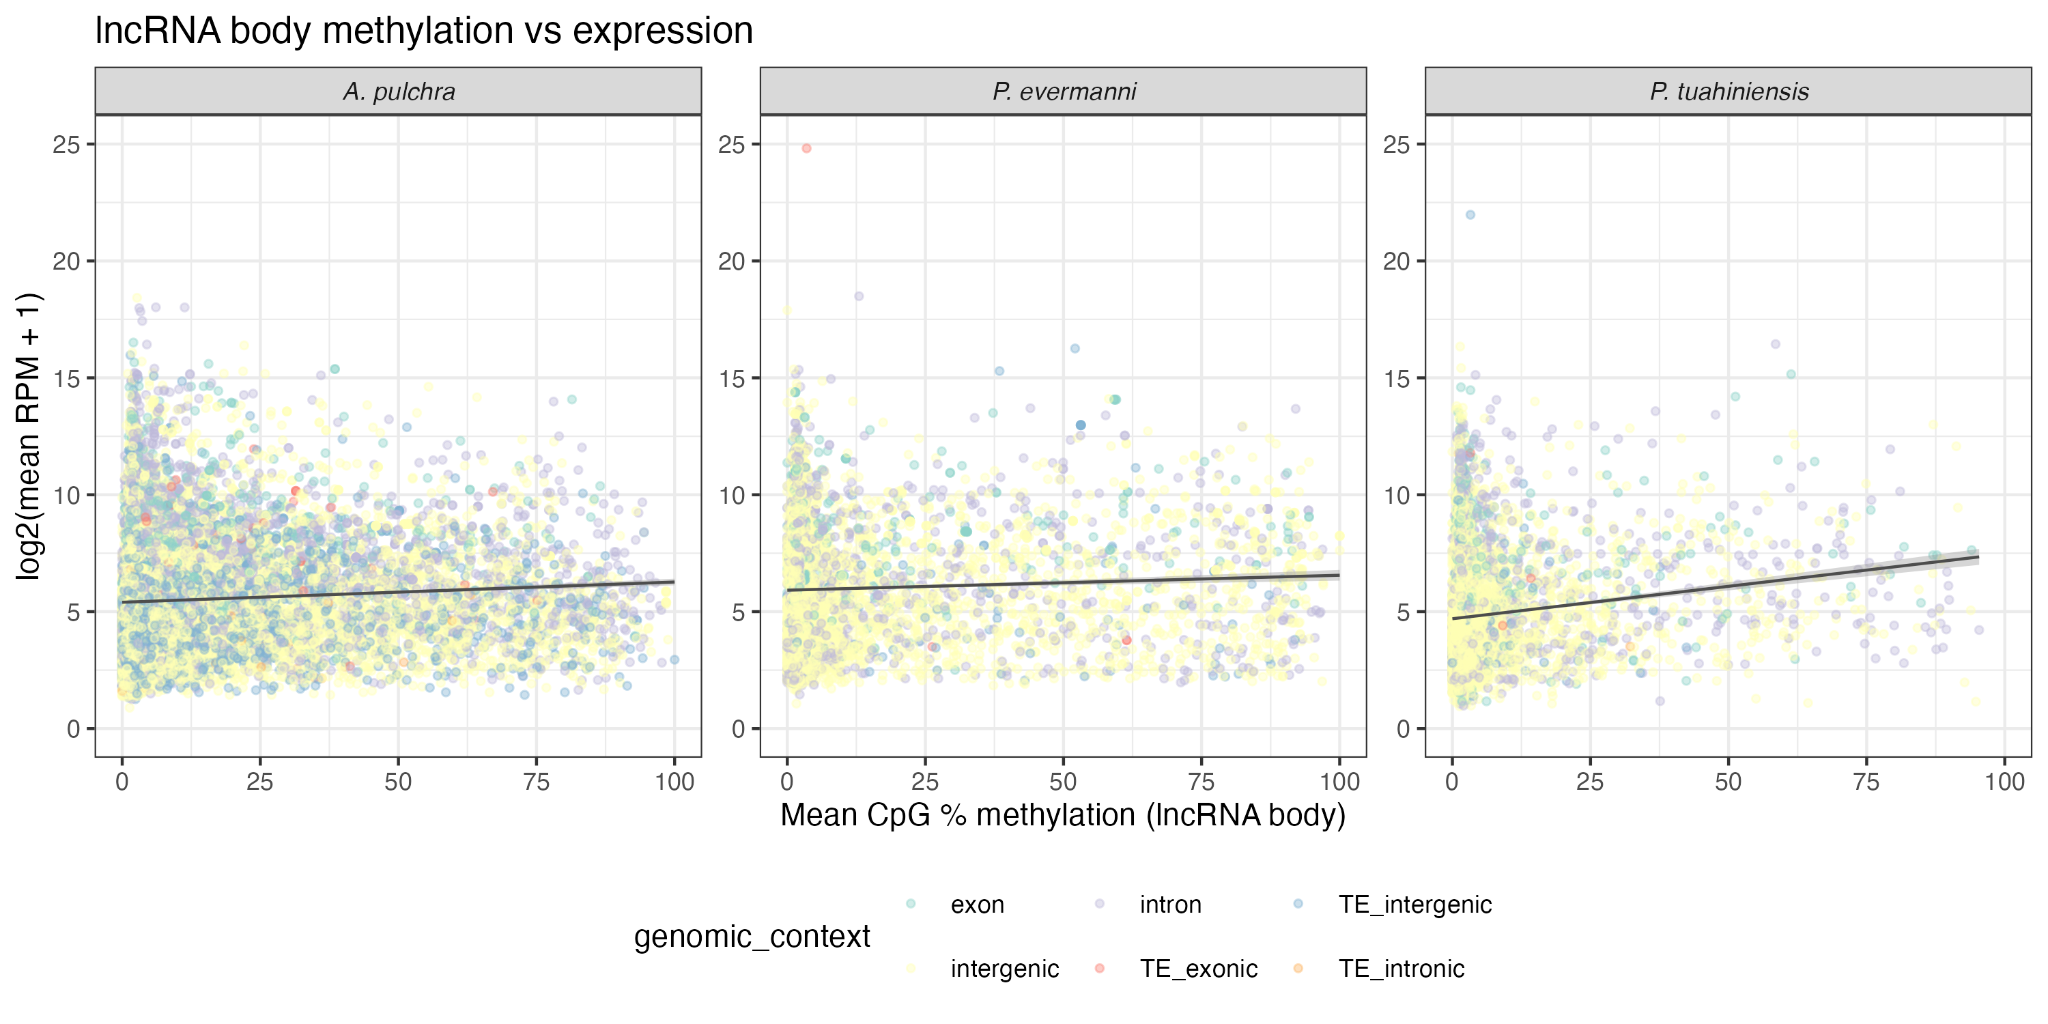 lncRNA body methylation vs expression
A. pulchra
P. evermanni
P. tuahiniensis
log2(mean RPM + 1)
25
20
15
10
5
0
25
20
15
10
5
0
25
20
15
10
5
0
0 25 50 75 100
0 25 50 75 100
0 25 50 75 100
Mean CpG % methylation (lncRNA body)
genomic_context
exon intron TE_intergenic
intergenic TE_exonic TE_intronic